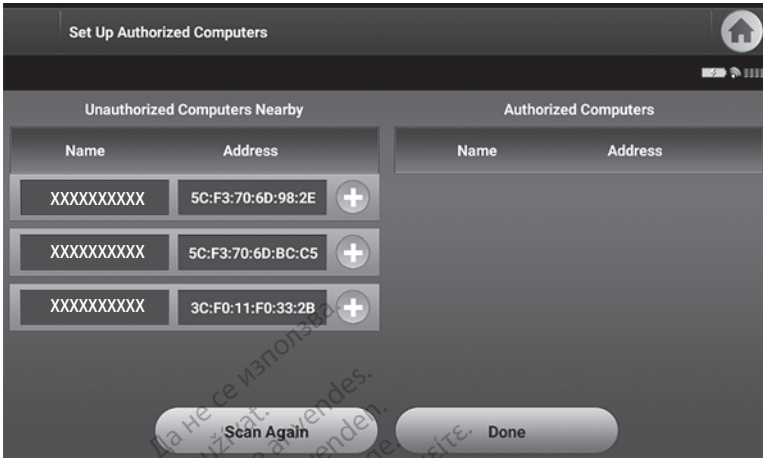 Set Up Authorized Computers
Unauthorized Computers Nearby
Authorized Computers
Name Address
Name Address
XXXXXXXXXX 5C:F3:70:6D:98:2E
XXXXXXXXXX 5C:F3:70:6D:BC:C5
XXXXXXXXXX 3C:F0:11:F0:33:2B
Scan Again
Done
Да не се използва.